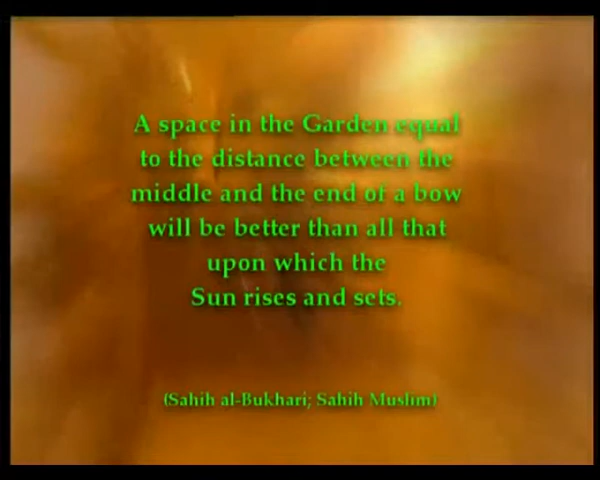 A space in the Garden equal
to the distance between the
middle and the end of a bow
will be better than all that
upon which the
Sun rises and sets.
(Sahih al-Bukhari; Sahih Muslim)